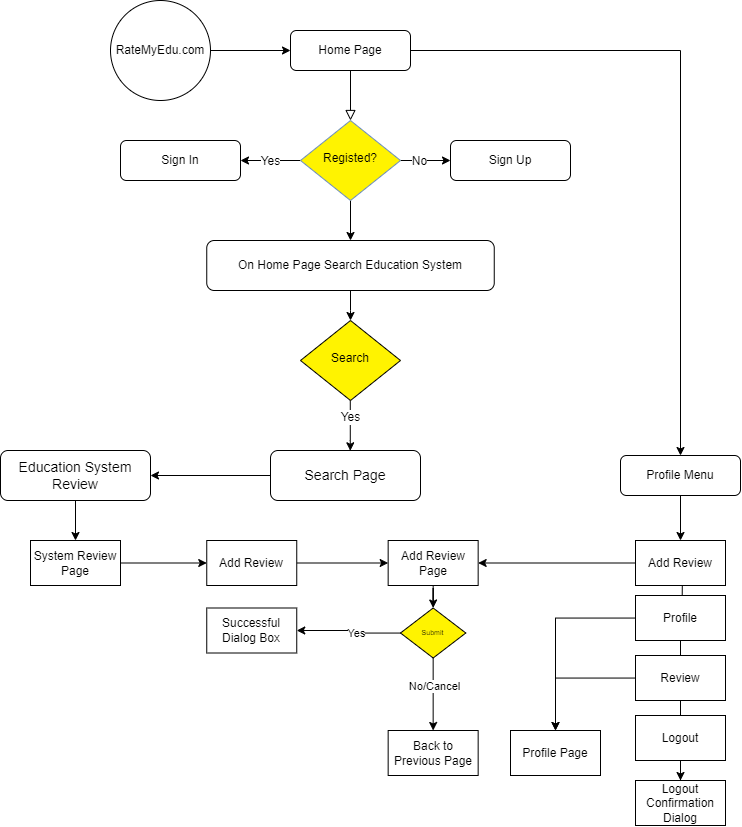 RateMyEdu.com
Home Page
Sign In
Yes
Registed?
No
Sign Up
On Home Page Search Education System
Search
Yes
Education System
Review
Search Page
Profile Menu
System Review
Page
Add Review
Add Review
Page
Add Review
Successful
Dialog Box
Yes
Submit
Profile
No/Cancel
Review
Back to
Previous Page
Profile Page
Logout
Logout
Confirmation
Dialog